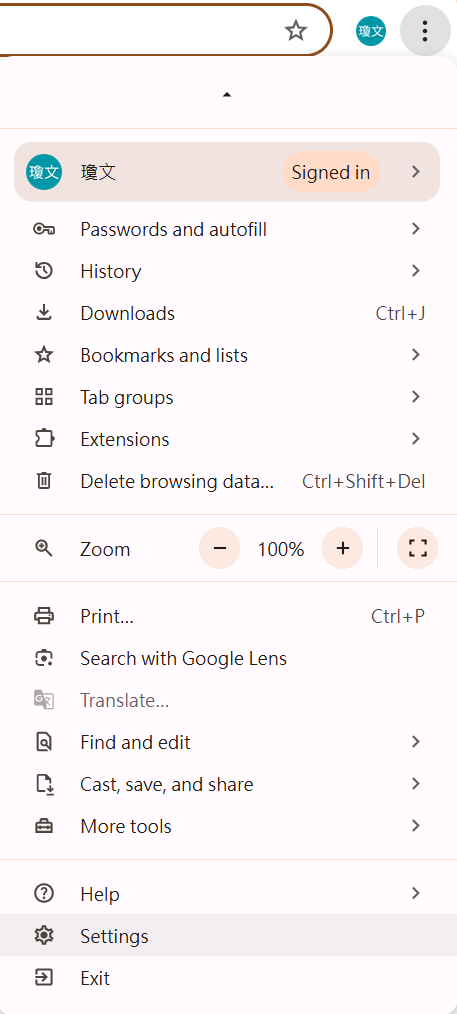 瓊文
瓊文 瓊文 Signed in
Passwords and autofill
History
Downloads Ctrl+J
Bookmarks and lists
Tab groups
Extensions
Delete browsing data... Ctrl+Shift+Del
Zoom − 100% +
Print... Ctrl+P
Search with Google Lens
Translate...
Find and edit
Cast, save, and share
More tools
Help
Settings
Exit